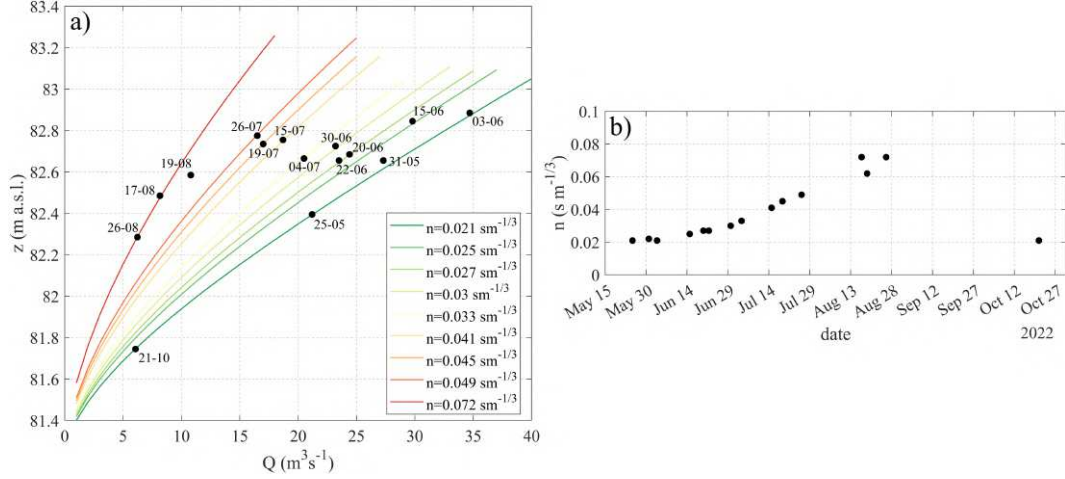 a)
z (m a.s.l.)
83.4
83.2
83
82.8
82.6
82.4
82.2
82
81.8
81.6
81.4
0
5
10
15
20
25
30
35
40
Q (m³s⁻¹)
26-07
15-07
19-07
30-06
20-06
15-06
03-06
04-07
22-06
31-05
19-08
17-08
25-05
26-08
21-10
n=0.021 sm⁻¹/³
n=0.025 sm⁻¹/³
n=0.027 sm⁻¹/³
n=0.03 sm⁻¹/³
n=0.033 sm⁻¹/³
n=0.041 sm⁻¹/³
n=0.045 sm⁻¹/³
n=0.049 sm⁻¹/³
n=0.072 sm⁻¹/³
b)
n (s m⁻¹/³)
0.1
0.08
0.06
0.04
0.02
0
May 15
May 30
Jun 14
Jun 29
Jul 14
Jul 29
Aug 13
Aug 28
Sep 12
Sep 27
Oct 12
Oct 27
date
2022